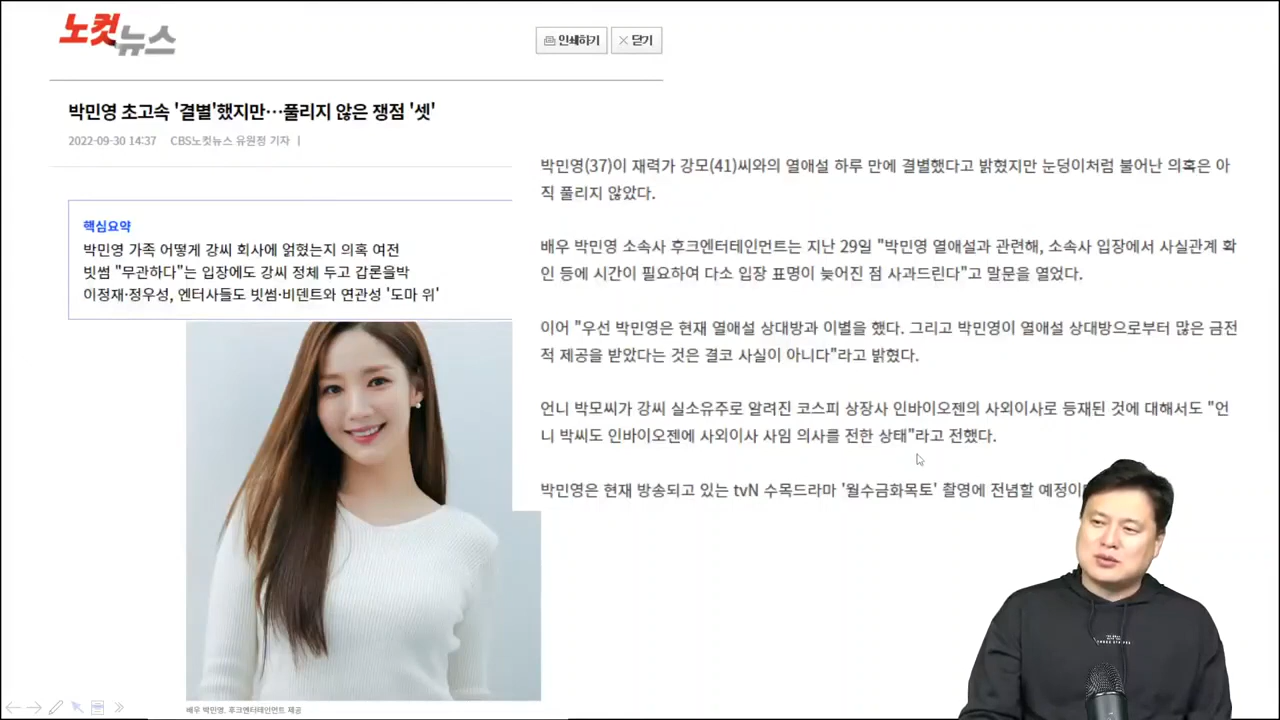 노컷뉴스
인쇄하기
닫기
박민영 초고속 '결별'했지만…풀리지 않은 쟁점 '셋'
2022-09-30 14:37 CBS노컷뉴스 유원정 기자 |
핵심요약
박민영 가족 어떻게 강씨 회사에 얽혔는지 의혹 여전
빗썸 "무관하다"는 입장에도 강씨 정체 두고 갑론을박
이정재·정우성, 엔터사들도 빗썸·비덴트와 연관성 '도마 위'
배우 박민영. 후크엔터테인먼트 제공
박민영(37)이 재력가 강모(41)씨와의 열애설 하루 만에 결별했다고 밝혔지만 눈덩이처럼 불어난 의혹은 아
직 풀리지 않았다.
배우 박민영 소속사 후크엔터테인먼트는 지난 29일 "박민영 열애설과 관련해, 소속사 입장에서 사실관계 확
인 등에 시간이 필요하여 다소 입장 표명이 늦어진 점 사과드린다"고 말문을 열었다.
이어 "우선 박민영은 현재 열애설 상대방과 이별을 했다. 그리고 박민영이 열애설 상대방으로부터 많은 금전
적 제공을 받았다는 것은 결코 사실이 아니다"라고 밝혔다.
언니 박모씨가 강씨 실소유주로 알려진 코스피 상장사 인바이오젠의 사외이사로 등재된 것에 대해서도 "언
니 박씨도 인바이오젠에 사외이사 사임 의사를 전한 상태"라고 전했다.
박민영은 현재 방송되고 있는 tvN 수목드라마 '월수금화목토' 촬영에 전념할 예정이